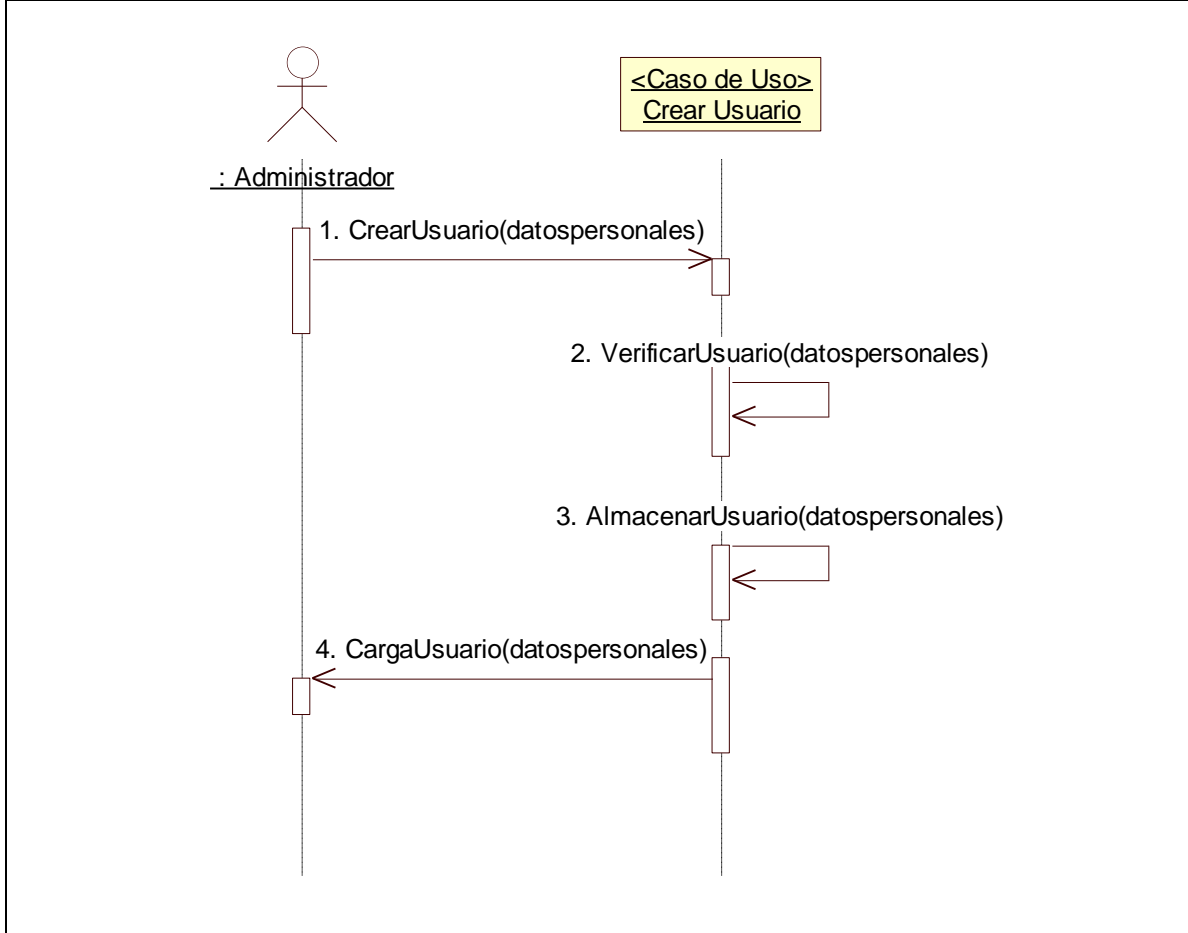 <Caso de Uso>
Crear Usuario
: Administrador
1. CrearUsuario(datospersonales)
2. VerificarUsuario(datospersonales)
3. AlmacenarUsuario(datospersonales)
4. CargaUsuario(datospersonales)